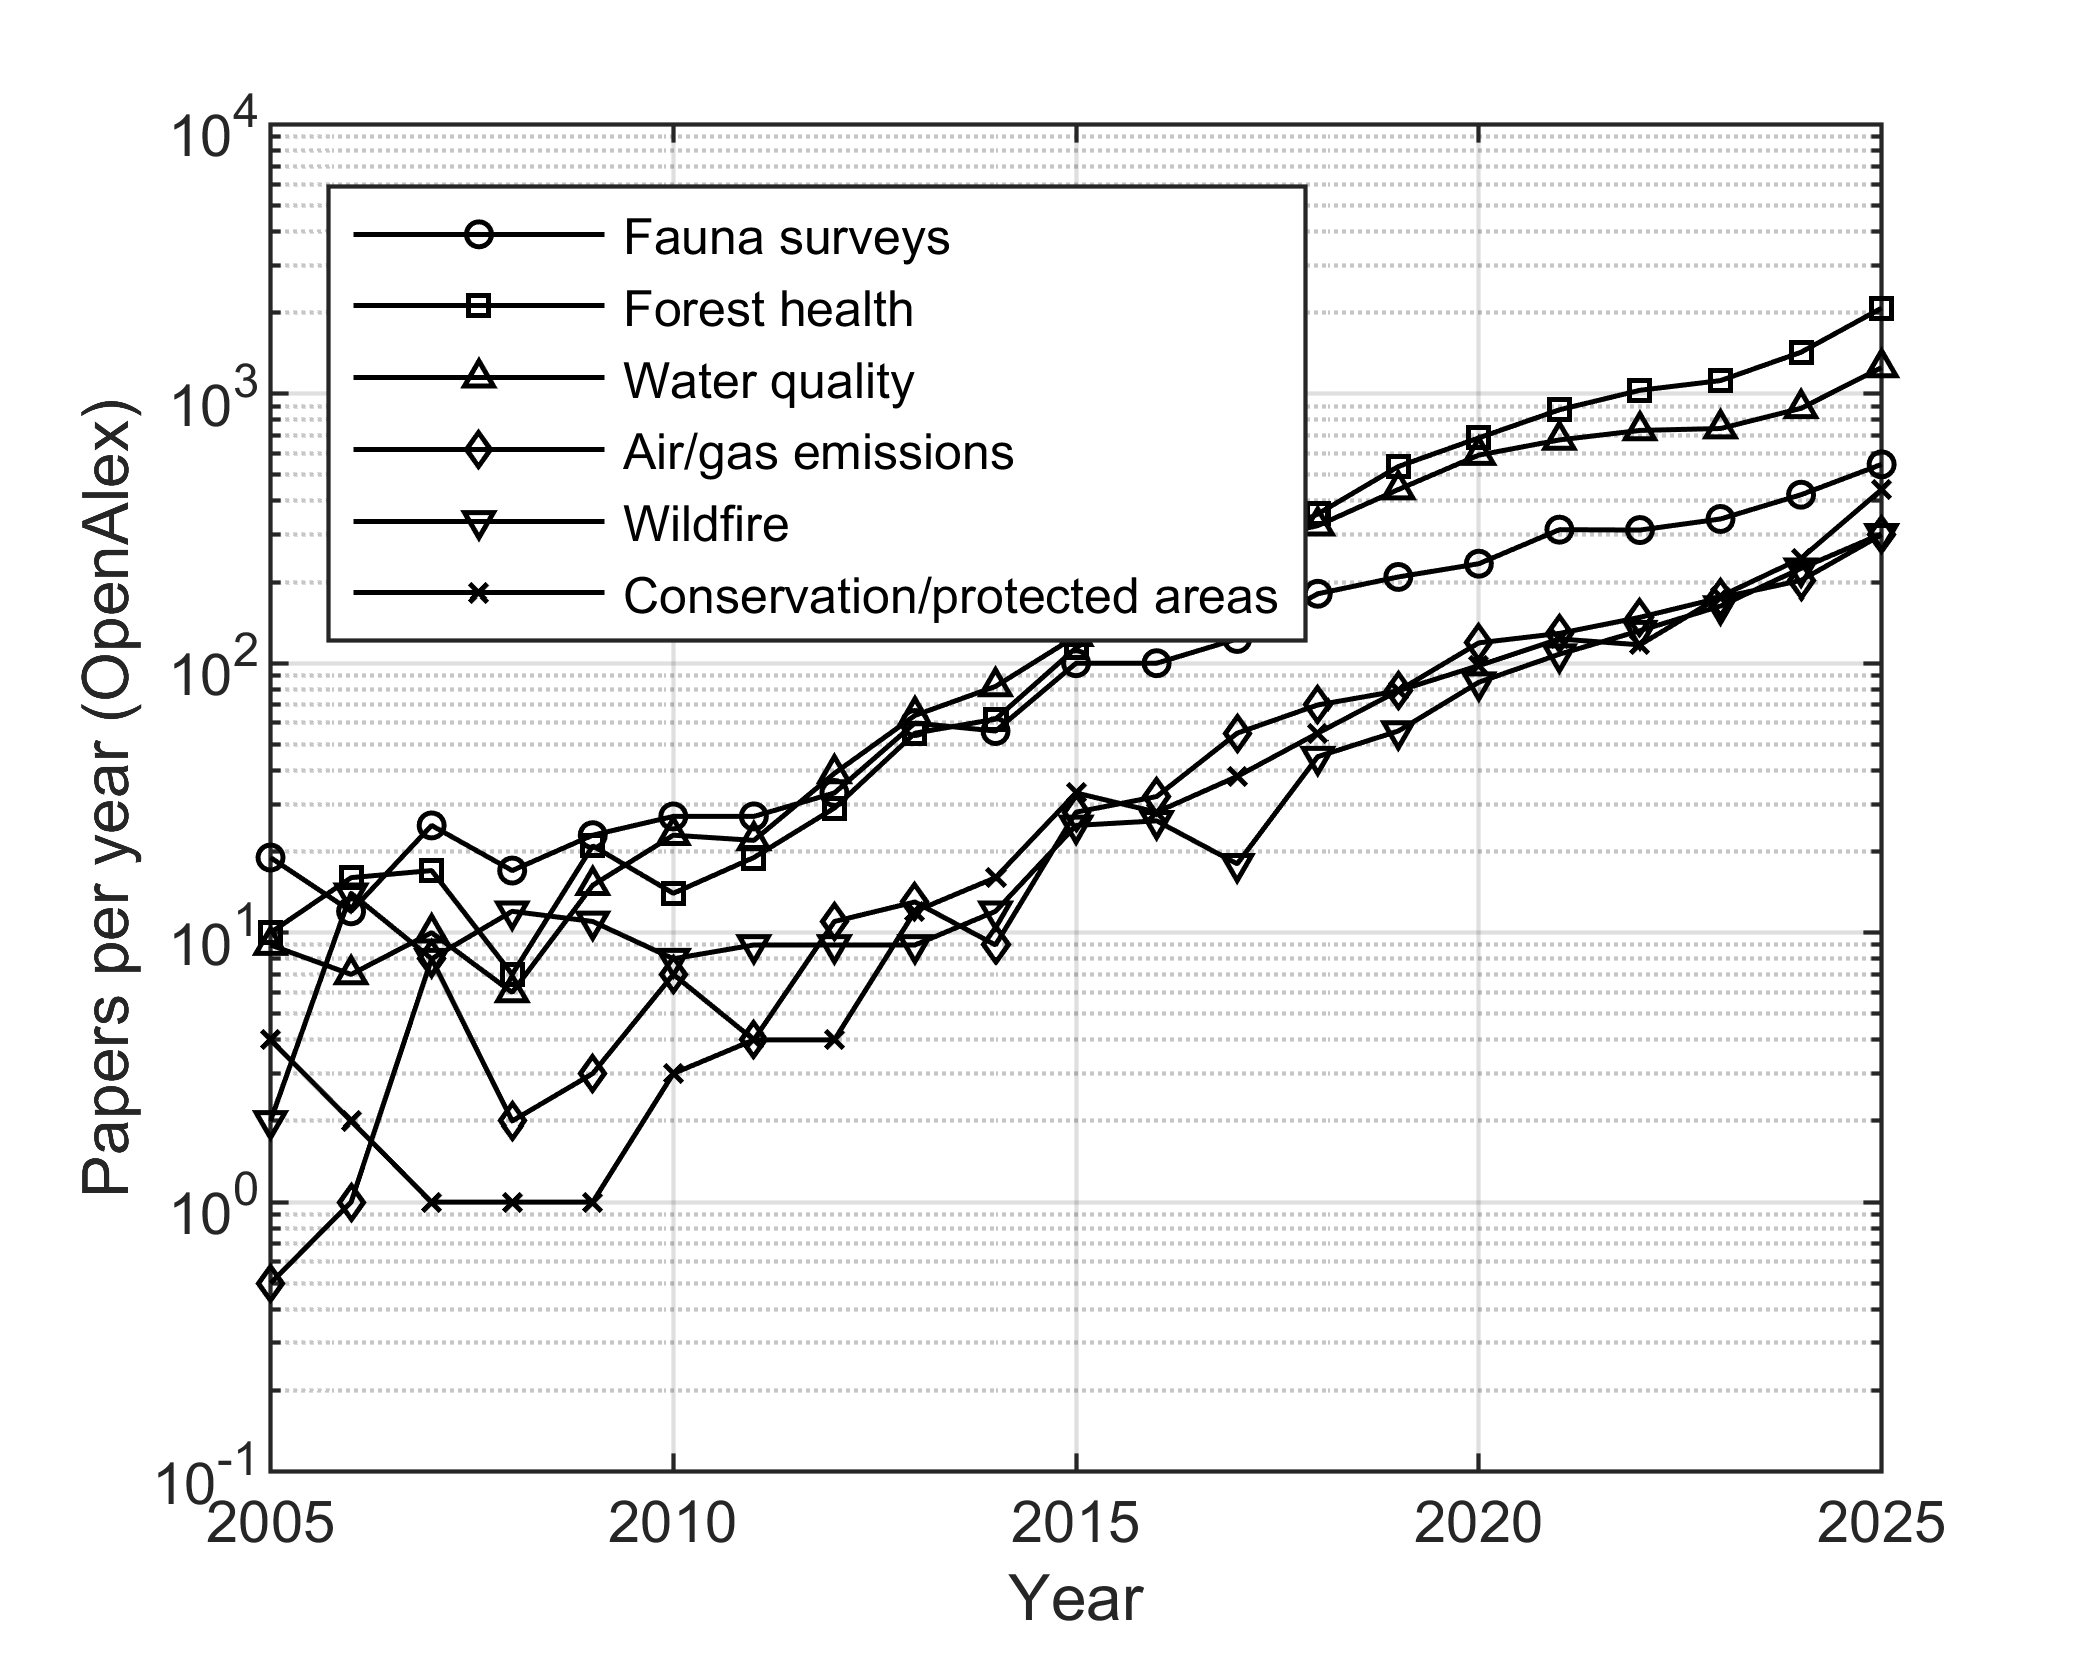 10^4
10^3
10^2
10^1
10^0
10^-1
Papers per year (OpenAlex)
Fauna surveys
Forest health
Water quality
Air/gas emissions
Wildfire
Conservation/protected areas
2005 2010 2015 2020 2025
Year